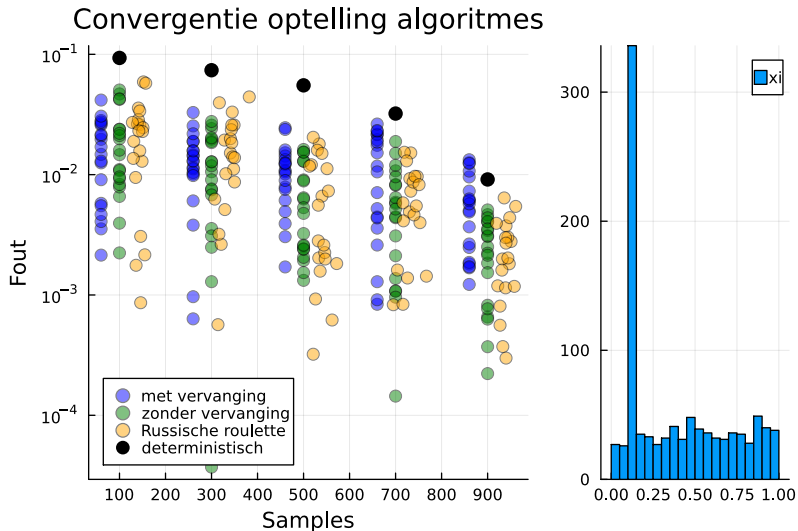 Convergentie optelling algoritmes
10⁻¹
10⁻²
10⁻³
10⁻⁴
Fout
met vervanging
zonder vervanging
Russische roulette
deterministisch
100 200 300 400 500 600 700 800 900
Samples
xi
300
200
100
0
0.00 0.25 0.50 0.75 1.00